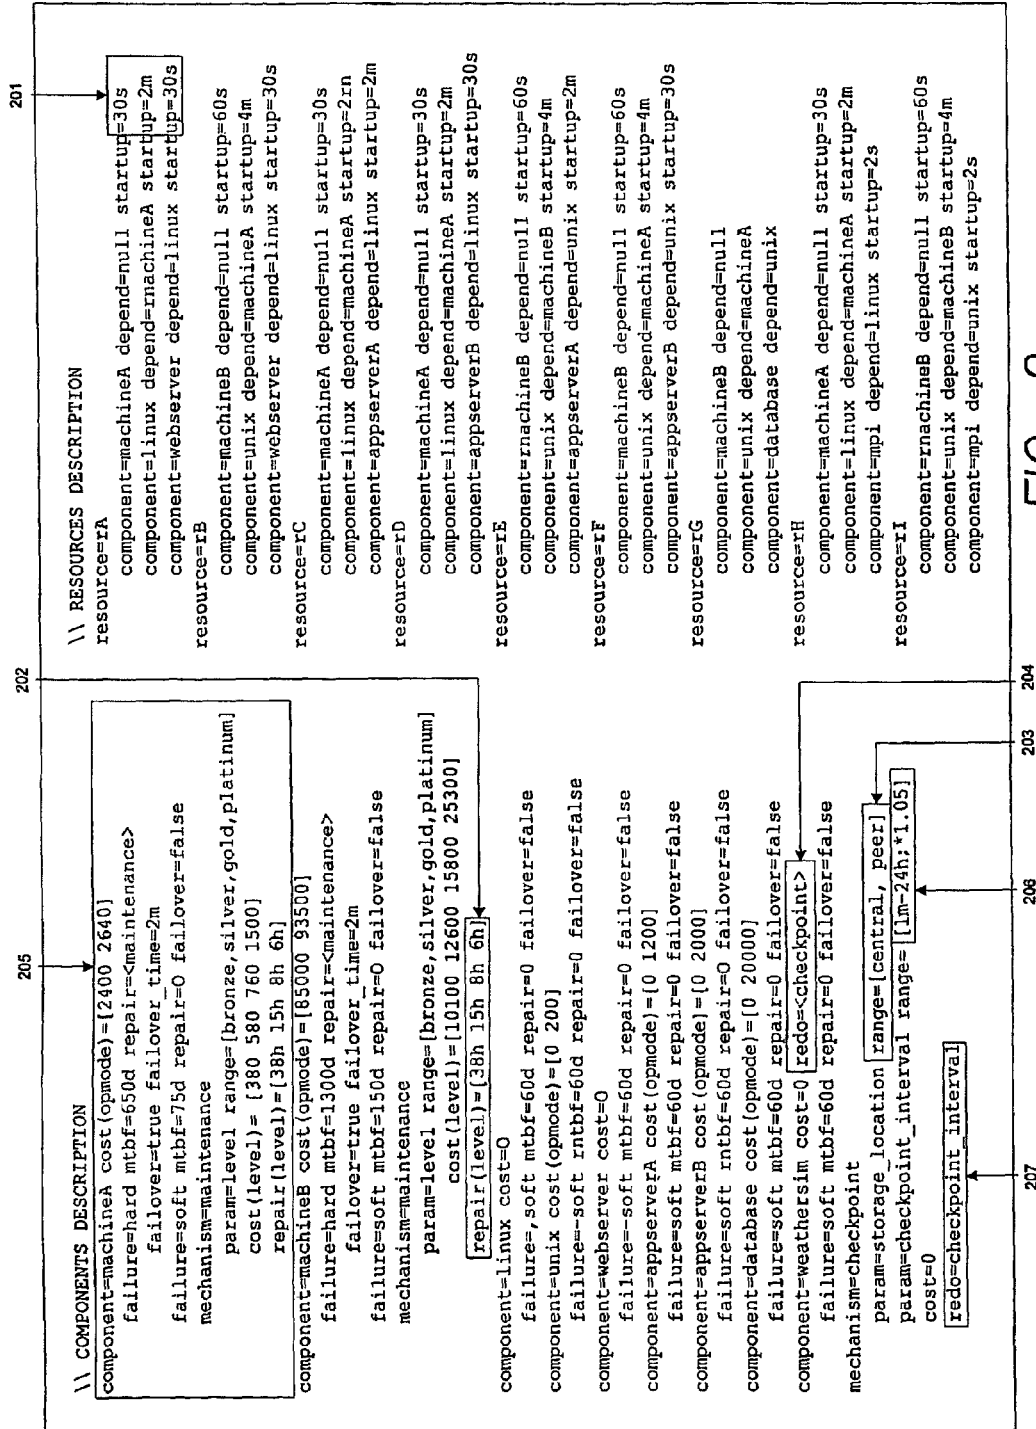 201
202
205
\\ COMPONENTS DESCRIPTION
component=machineA cost(opmode)=[2400 2640]
failure=hard mtbf=650d repair=<maintenance>
failover=true failover_time=2m
failure=soft mtbf=75d repair=O failover=false
mechanism=maintenance
param=level range=[bronze,silver,gold,platinum]
cost(level)= [380 580 760 1500]
repair(level)=[38h 15h 8h 6h]
component=machineB cost(opmode)=[85000 93500]
failure=hard mtbf=1300d repair=<maintenance>
failover=true failover_time=2m
failure=soft mtbf=150d repair=O failover=false
mechanism=maintenance
param=level range=[bronze,silver,gold,platinum]
cost(level)=[10100 12600 15800 25300]
repair(level)=[38h 15h 8h 6h]
component=linux cost=O
failure=,soft mtbf=60d repair=0 failover=false
component=unix cost(opmode)=[0 200]
failure=-soft rntbf=60d repair=0 failover=false
component=webserver cost=O
failure=-soft mtbf=60d repair=0 failover=false
component=appserverA cost(opmode)=[0 1200]
failure=soft mtbf=60d repair=0 failover=false
component=appserverB cost(opmode)=[0 2000]
failure=soft rntbf=60d repair=O failover=false
component=database cost(opmode)=[0 20000]
failure=soft mtbf=60d repair=0 failover=false
component=weathersim cost=0 redo=<checkpoint>
failure=soft mtbf=60d repair=0 failover=false
mechanism=checkpoint
param=storage_location range=[central, peer]
param=checkpoint_interval range=[1m-24h;*1.05]
cost=0
redo=checkpoint_interval
\\ RESOURCES DESCRIPTION
resource=rA
component=machineA depend=null startup=30s
component=linux depend=rnachineA startup=2m
component=webserver depend=linux startup=30s
resource=rB
component=machineB depend=null startup=60s
component=unix depend=machineA startup=4m
component=webserver depend=linux startup=30s
resource=rC
component=machineA depend=null startup=30s
component=linux depend=machineA startup=2rn
component=appserverA depend=linux startup=2m
resource=rD
component=machineA depend=null startup=30s
component=linux depend=machineA startup=2m
component=appserverB depend=linux startup=30s
resource=rE
component=rnachineB depend=null startup=60s
component=unix depend=machineB startup=4m
component=appserverA depend=unix startup=2m
resource=rF
component=machineB depend=null startup=60s
component=unix depend=machineA startup=4m
component=appserverB depend=unix startup=30s
resource=rG
component=machineB depend=null
component=unix depend=machineA
component=database depend=unix
resource=rH
component=machineA depend=null startup=30s
component=linux depend=machineA startup=2m
component=mpi depend=linux startup=2s
resource=rI
component=rnachineB depend=null startup=60s
component=unix depend=machineB startup=4m
component=mpi depend=unix startup=2s
207
206
203
204